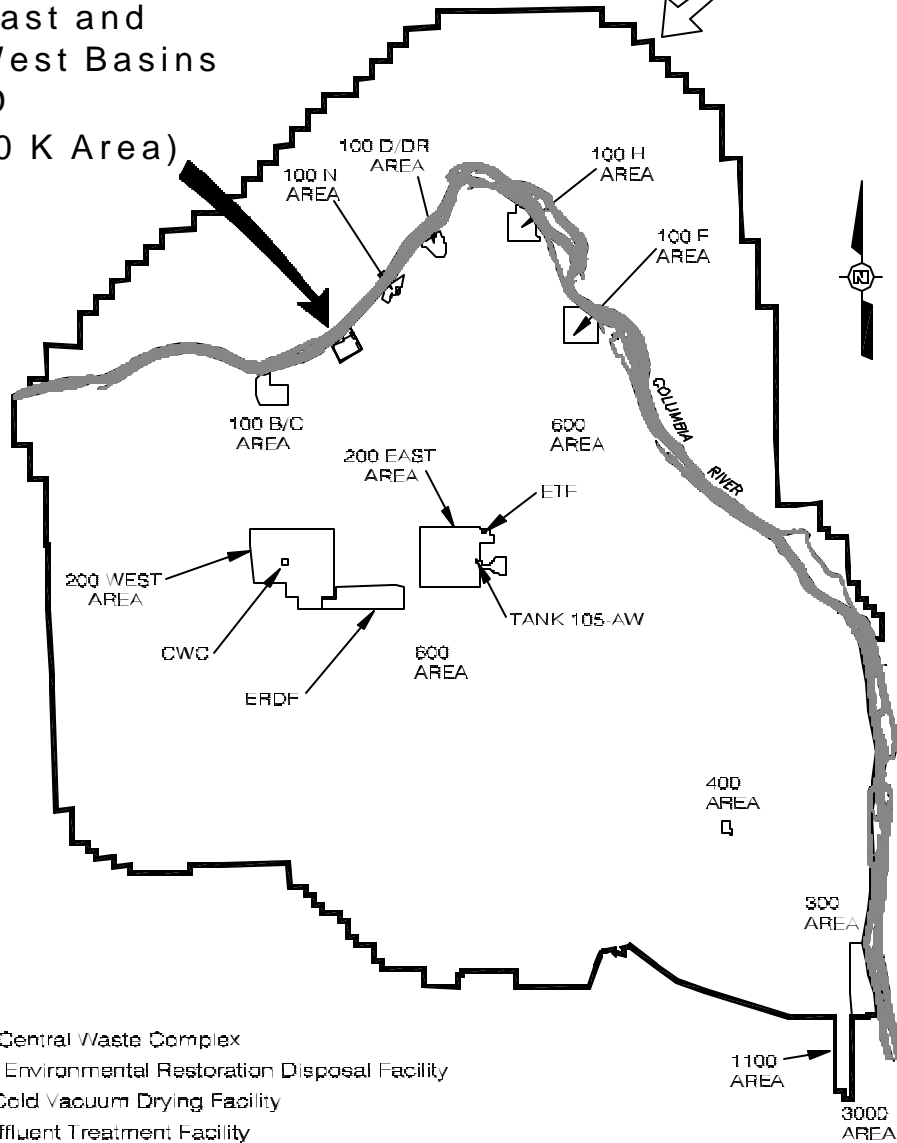 ast and
West Basins
D
0 K Area)
100 D/DR
AREA
100 N
AREA
100 H
AREA
100 F
AREA
N
COLUMBIA
RIVER
100 B/C
AREA
600
AREA
200 EAST
AREA
ETF
200 WEST
AREA
TANK 105-AW
CWC
600
AREA
ERDF
400
AREA
300
AREA
Central Waste Complex
Environmental Restoration Disposal Facility
Cold Vacuum Drying Facility
ffluent Treatment Facility
1100
AREA
3000
AREA